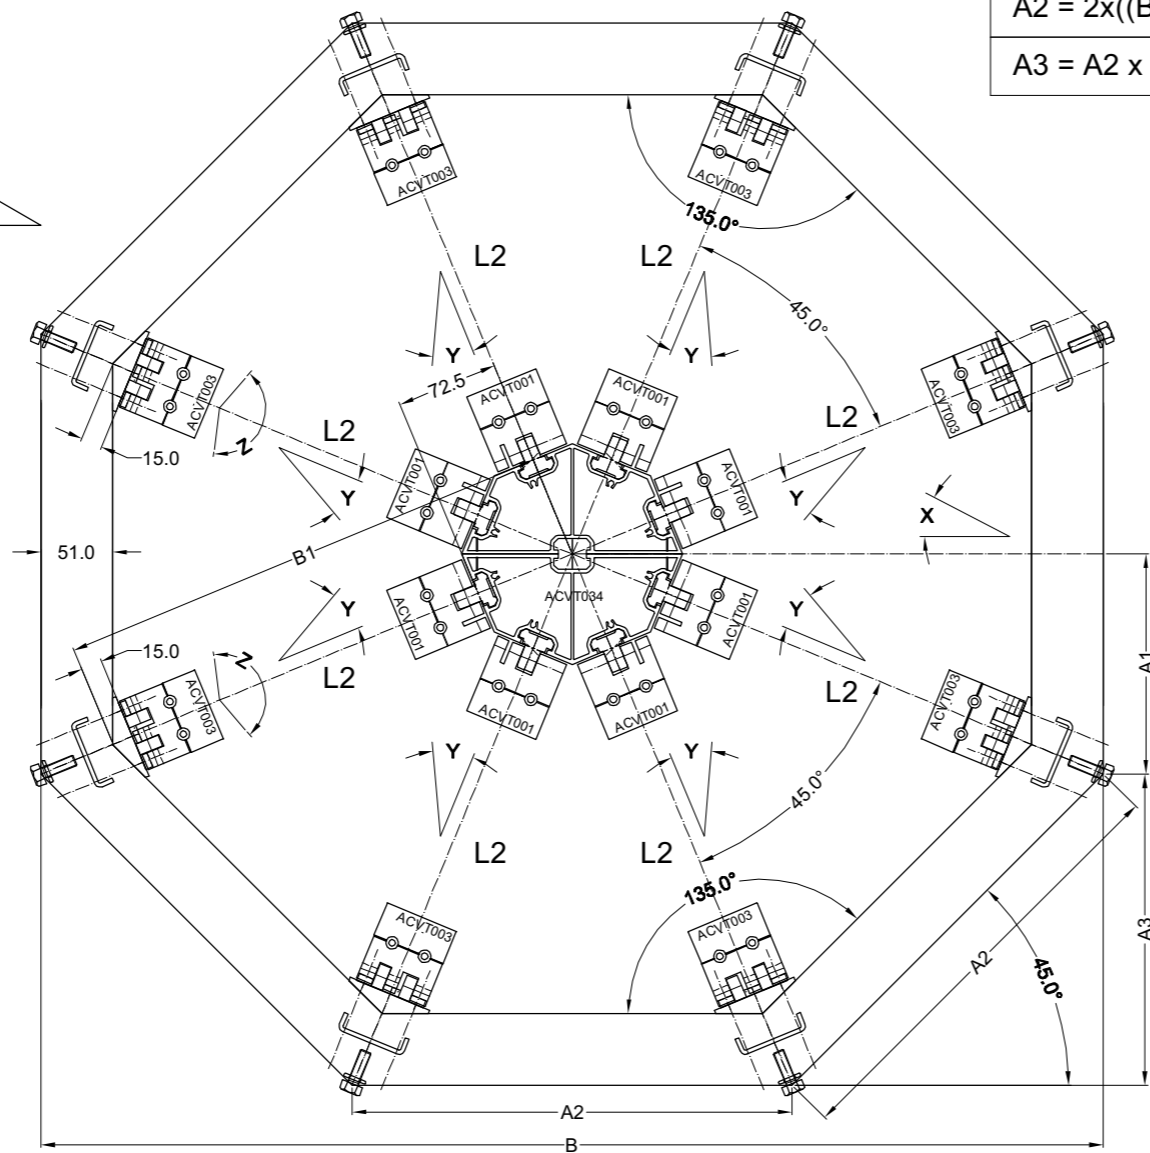 A2 = 2x((B
A3 = A2 x
ACVT003
ACVT003
135.0°
L2
L2
45.0°
Y
Y
72.5
ACVT001
ACVT001
ACVT003
ACVT003
Z
L2
L2
15.0
ACVT001
ACVT001
Y
Y
X
51.0
B1
ACVT034
A1
ACVT001
ACVT001
Y
Y
15.0
Z
L2
L2
ACVT003
ACVT003
ACVT001
ACVT001
Y
Y
45.0°
L2
L2
135.0°
ACVT003
ACVT003
A2
45.0°
A3
A2
B